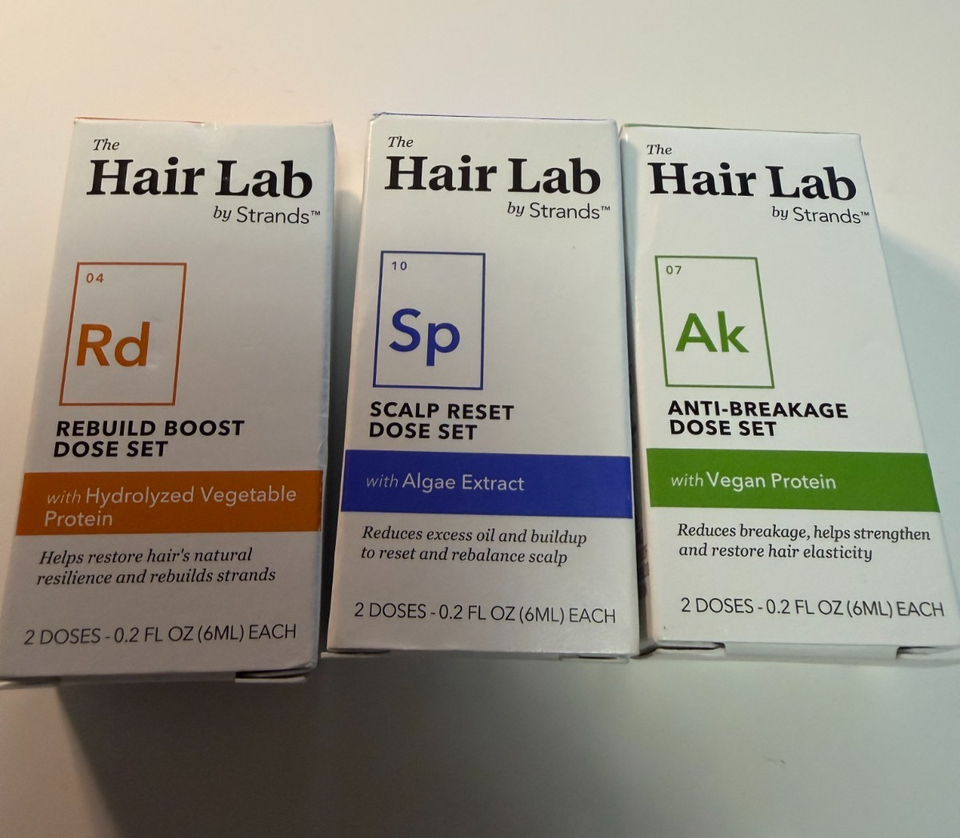 The
Hair Lab
by Strands™
04
Rd
REBUILD BOOST
DOSE SET
with Hydrolyzed Vegetable
Protein
Helps restore hair's natural
resilience and rebuilds strands
2 DOSES - 0.2 FL OZ (6ML) EACH
The
Hair Lab
by Strands™
10
Sp
SCALP RESET
DOSE SET
with Algae Extract
Reduces excess oil and buildup
to reset and rebalance scalp
2 DOSES - 0.2 FL OZ (6ML) EACH
The
Hair Lab
by Strands™
07
Ak
ANTI-BREAKAGE
DOSE SET
with Vegan Protein
Reduces breakage, helps strengthen
and restore hair elasticity
2 DOSES - 0.2 FL OZ (6ML) EACH